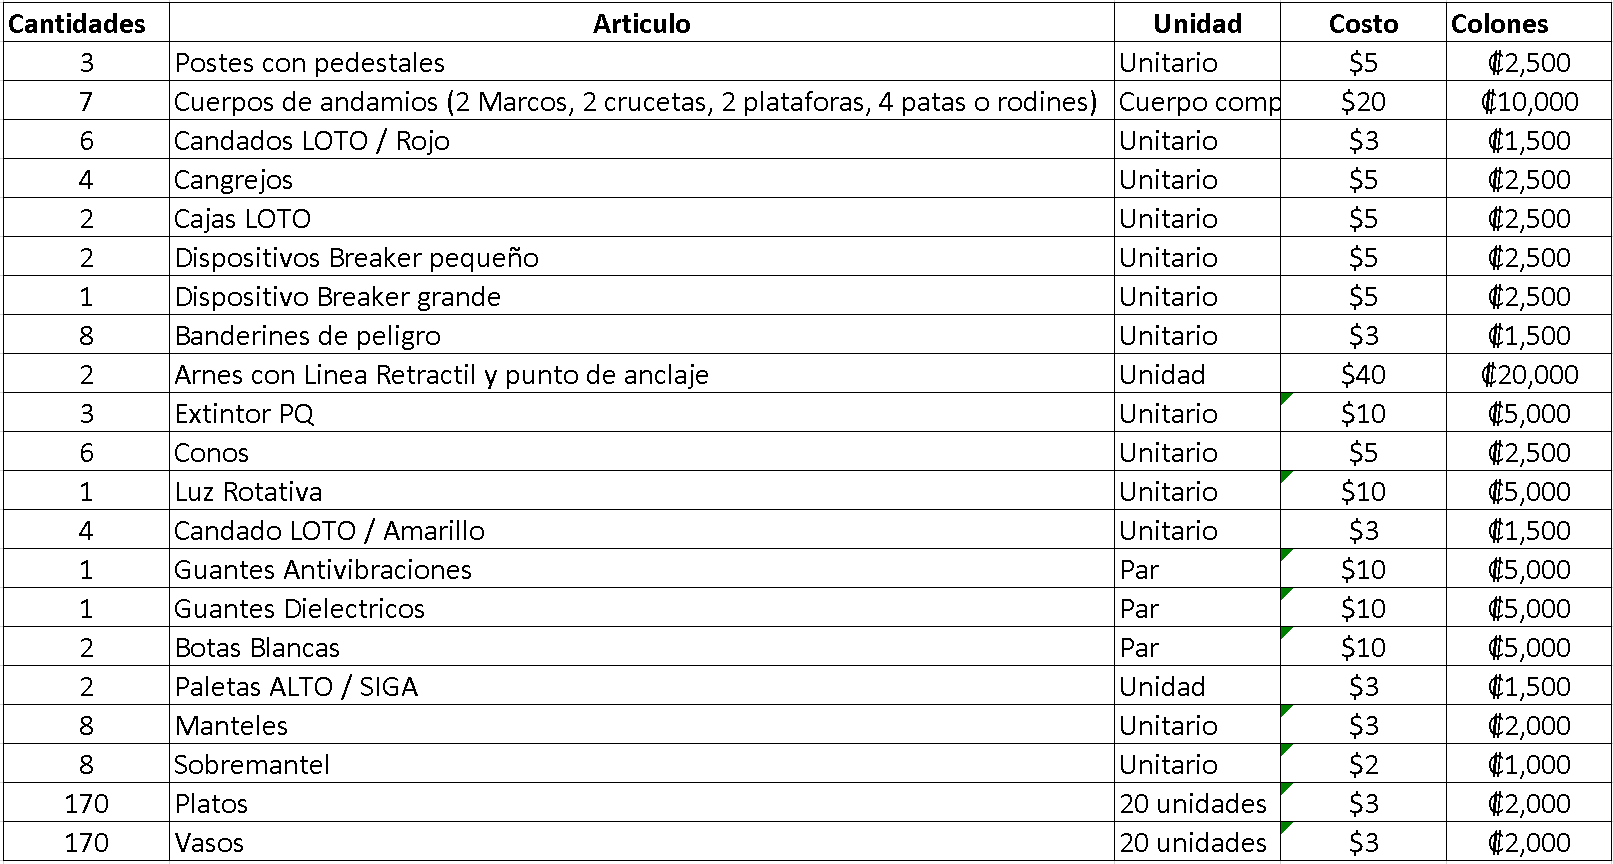 Cantidades Articulo Unidad Costo Colones
3 Postes con pedestales Unitario $5 ₡2,500
7 Cuerpos de andamios (2 Marcos, 2 crucetas, 2 plataforas, 4 patas o rodines) Cuerpo comp $20 ₡10,000
6 Candados LOTO / Rojo Unitario $3 ₡1,500
4 Cangrejos Unitario $5 ₡2,500
2 Cajas LOTO Unitario $5 ₡2,500
2 Dispositivos Breaker pequeño Unitario $5 ₡2,500
1 Dispositivo Breaker grande Unitario $5 ₡2,500
8 Banderines de peligro Unitario $3 ₡1,500
2 Arnes con Linea Retractil y punto de anclaje Unidad $40 ₡20,000
3 Extintor PQ Unitario $10 ₡5,000
6 Conos Unitario $5 ₡2,500
1 Luz Rotativa Unitario $10 ₡5,000
4 Candado LOTO / Amarillo Unitario $3 ₡1,500
1 Guantes Antivibraciones Par $10 ₡5,000
1 Guantes Dielectricos Par $10 ₡5,000
2 Botas Blancas Par $10 ₡5,000
2 Paletas ALTO / SIGA Unidad $3 ₡1,500
8 Manteles Unitario $3 ₡2,000
8 Sobremantel Unitario $2 ₡1,000
170 Platos 20 unidades $3 ₡2,000
170 Vasos 20 unidades $3 ₡2,000